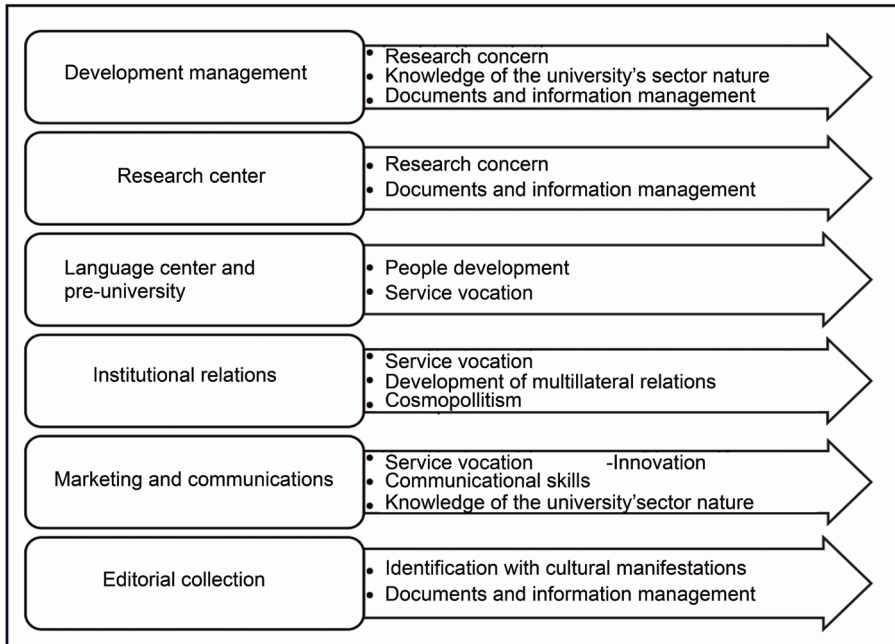 Development management
• Research concern
• Knowledge of the university's sector nature
• Documents and information management
Research center
• Research concern
• Documents and information management
Language center and
pre-university
• People development
• Service vocation
Institutional relations
• Service vocation
• Development of multillateral relations
• Cosmopollitism
Marketing and communications
• Service vocation -Innovation
• Communicational skills
• Knowledge of the university'sector nature
Editorial collection
• Identification with cultural manifestations
• Documents and information management